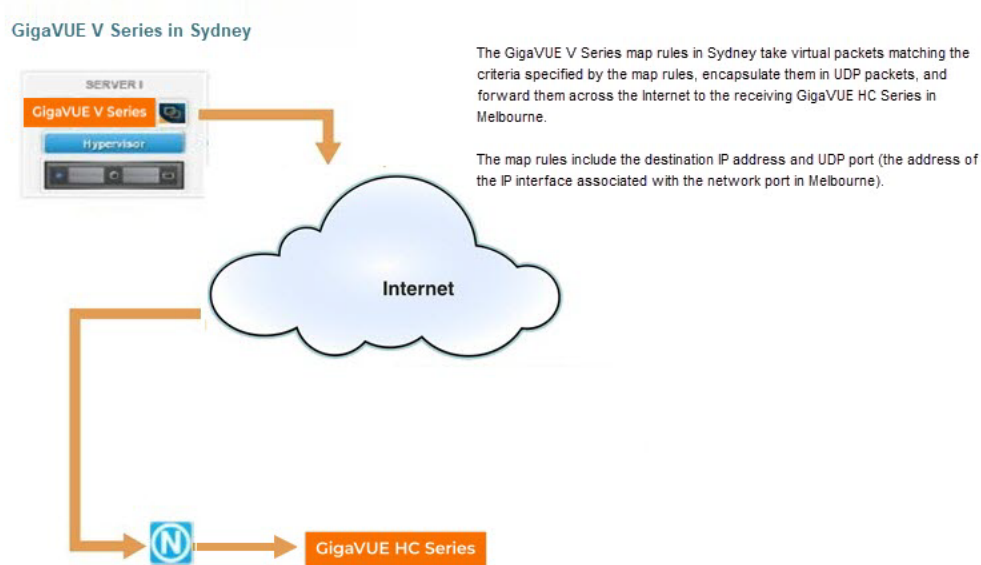 GigaVUE V Series in Sydney
The GigaVUE V Series map rules in Sydney take virtual packets matching the
criteria specified by the map rules, encapsulate them in UDP packets, and
forward them across the Internet to the receiving GigaVUE HC Series in
Melbourne.
The map rules include the destination IP address and UDP port (the address of
the IP interface associated with the network port in Melbourne).
SERVER I
GigaVUE V Series
Hypervisor
Internet
N
GigaVUE HC Series